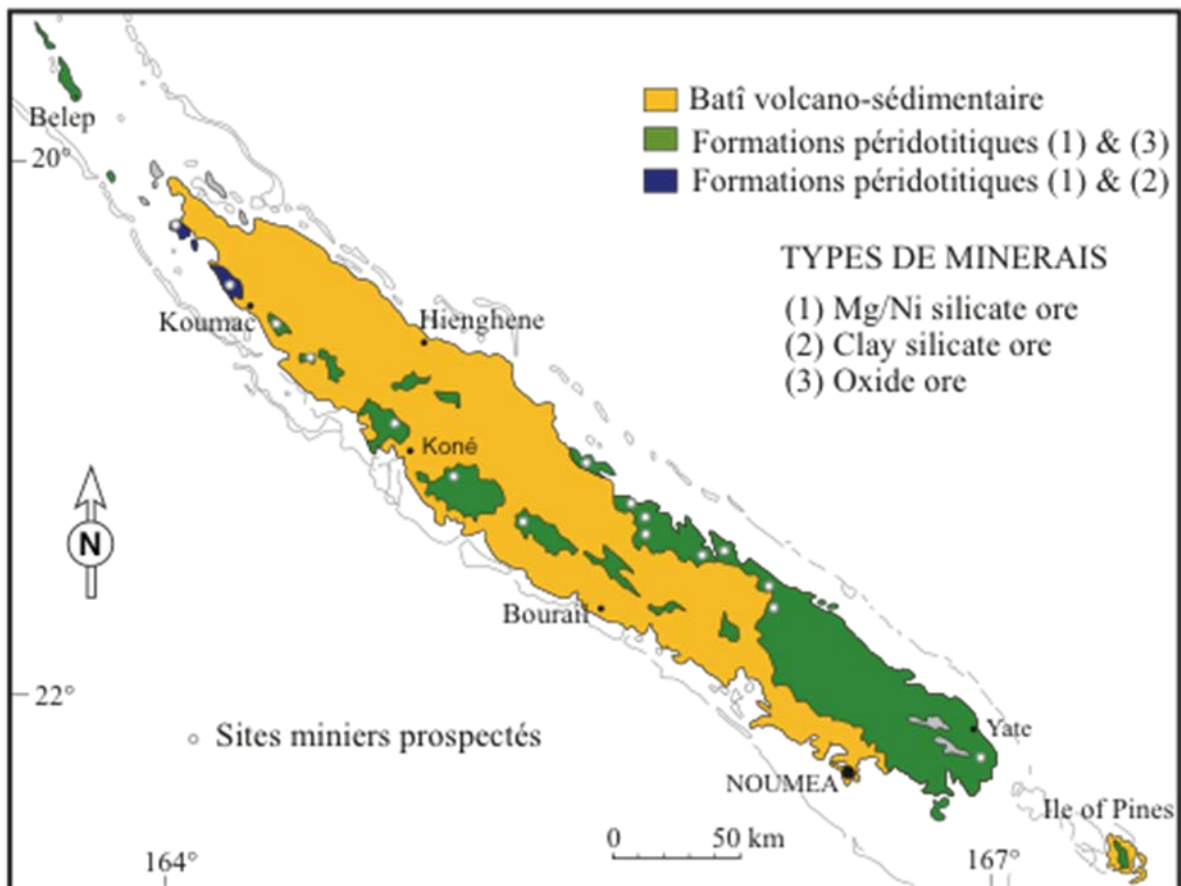 Belep
20°
Batî volcano-sédimentaire
Formations péridotitiques (1) & (3)
Formations péridotitiques (1) & (2)
TYPES DE MINERAIS
(1) Mg/Ni silicate ore
(2) Clay silicate ore
(3) Oxide ore
Koumac
Hienghene
Koné
N
Bourail
22°
Sites miniers prospectés
Yate
NOUMEA
Ile of Pines
0 50 km
164°
167°